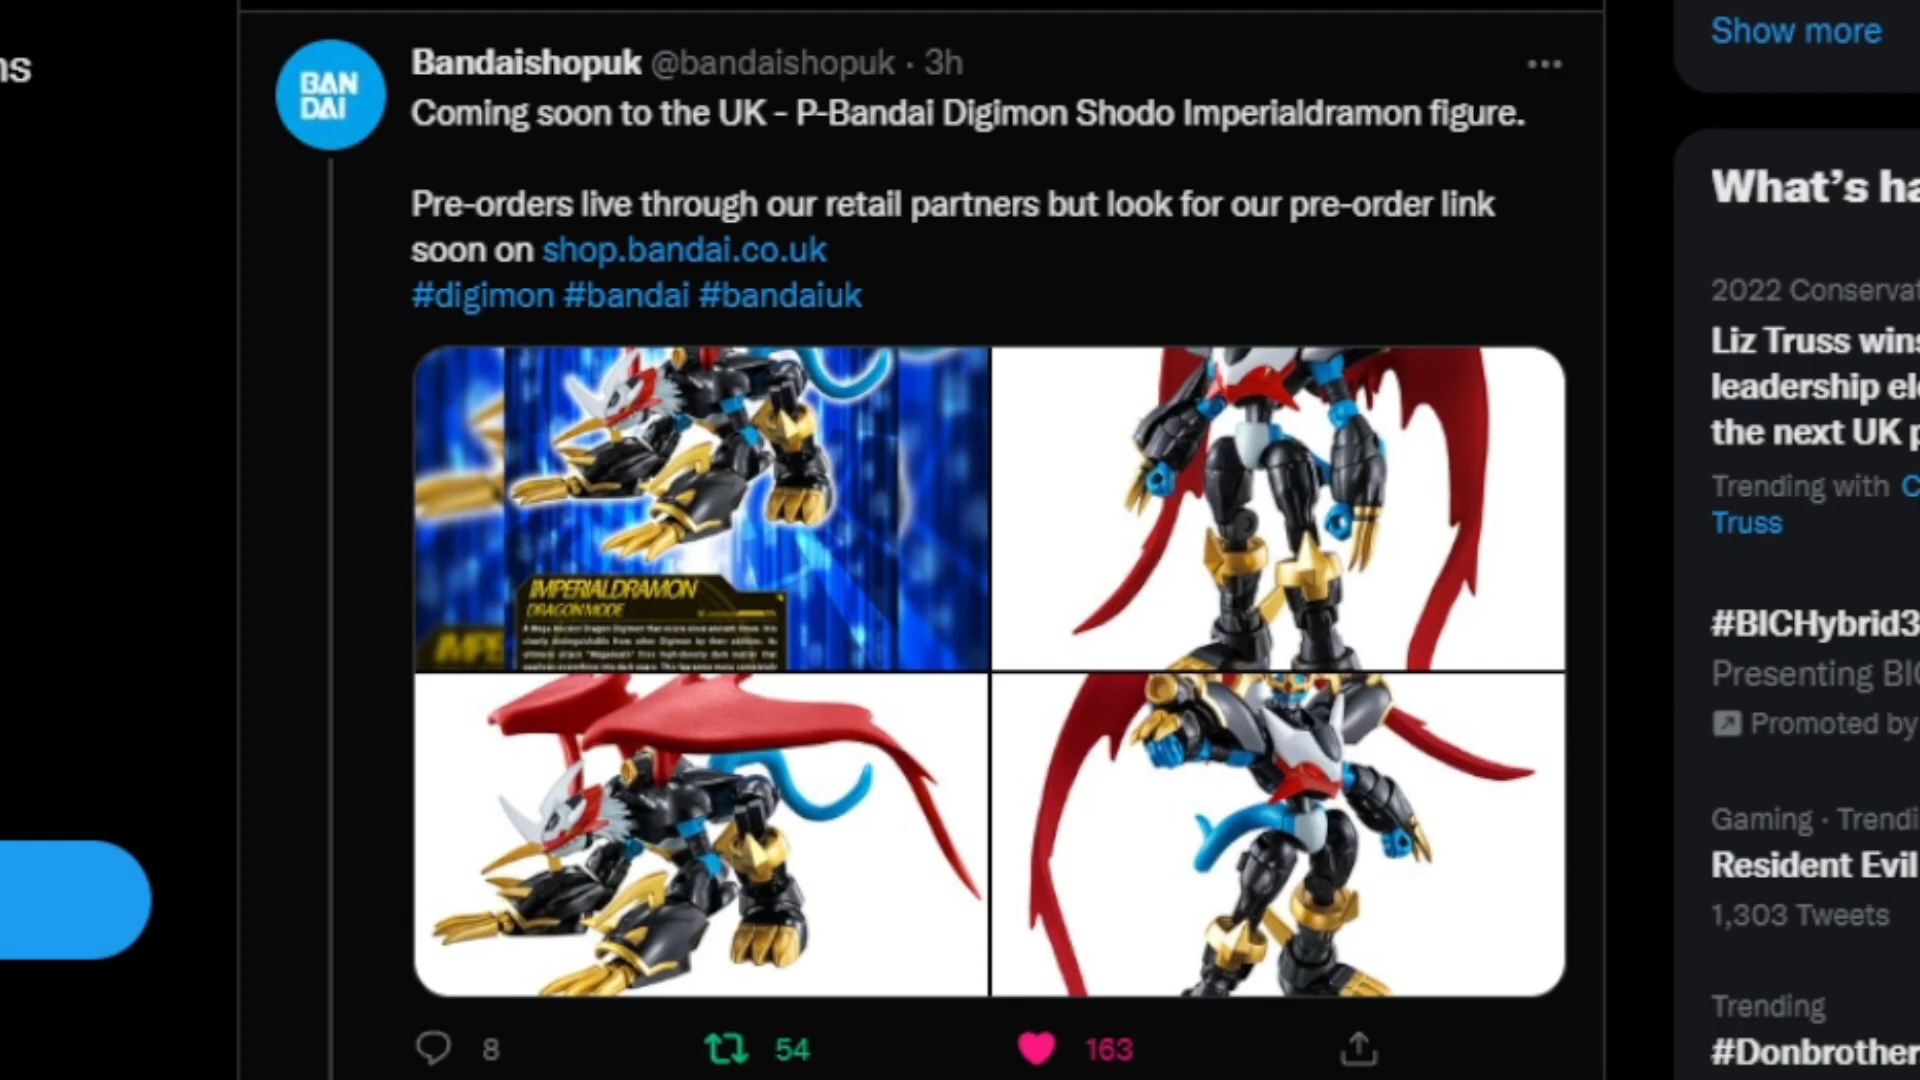 ns
BAN
DAI
Bandaishopuk @bandaishopuk · 3h
Coming soon to the UK - P-Bandai Digimon Shodo Imperialdramon figure.
Pre-orders live through our retail partners but look for our pre-order link
soon on shop.bandai.co.uk
#digimon #bandai #bandaiuk
IMPERIALDRAMON
DRAGON MODE
IMPE
8
54
163
Show more
What's ha
2022 Conservat
Liz Truss wins
leadership ele
the next UK p
Trending with C
Truss
#BICHybrid3
Presenting BIC
Promoted by
Gaming · Trendi
Resident Evil
1,303 Tweets
Trending
#Donbrother